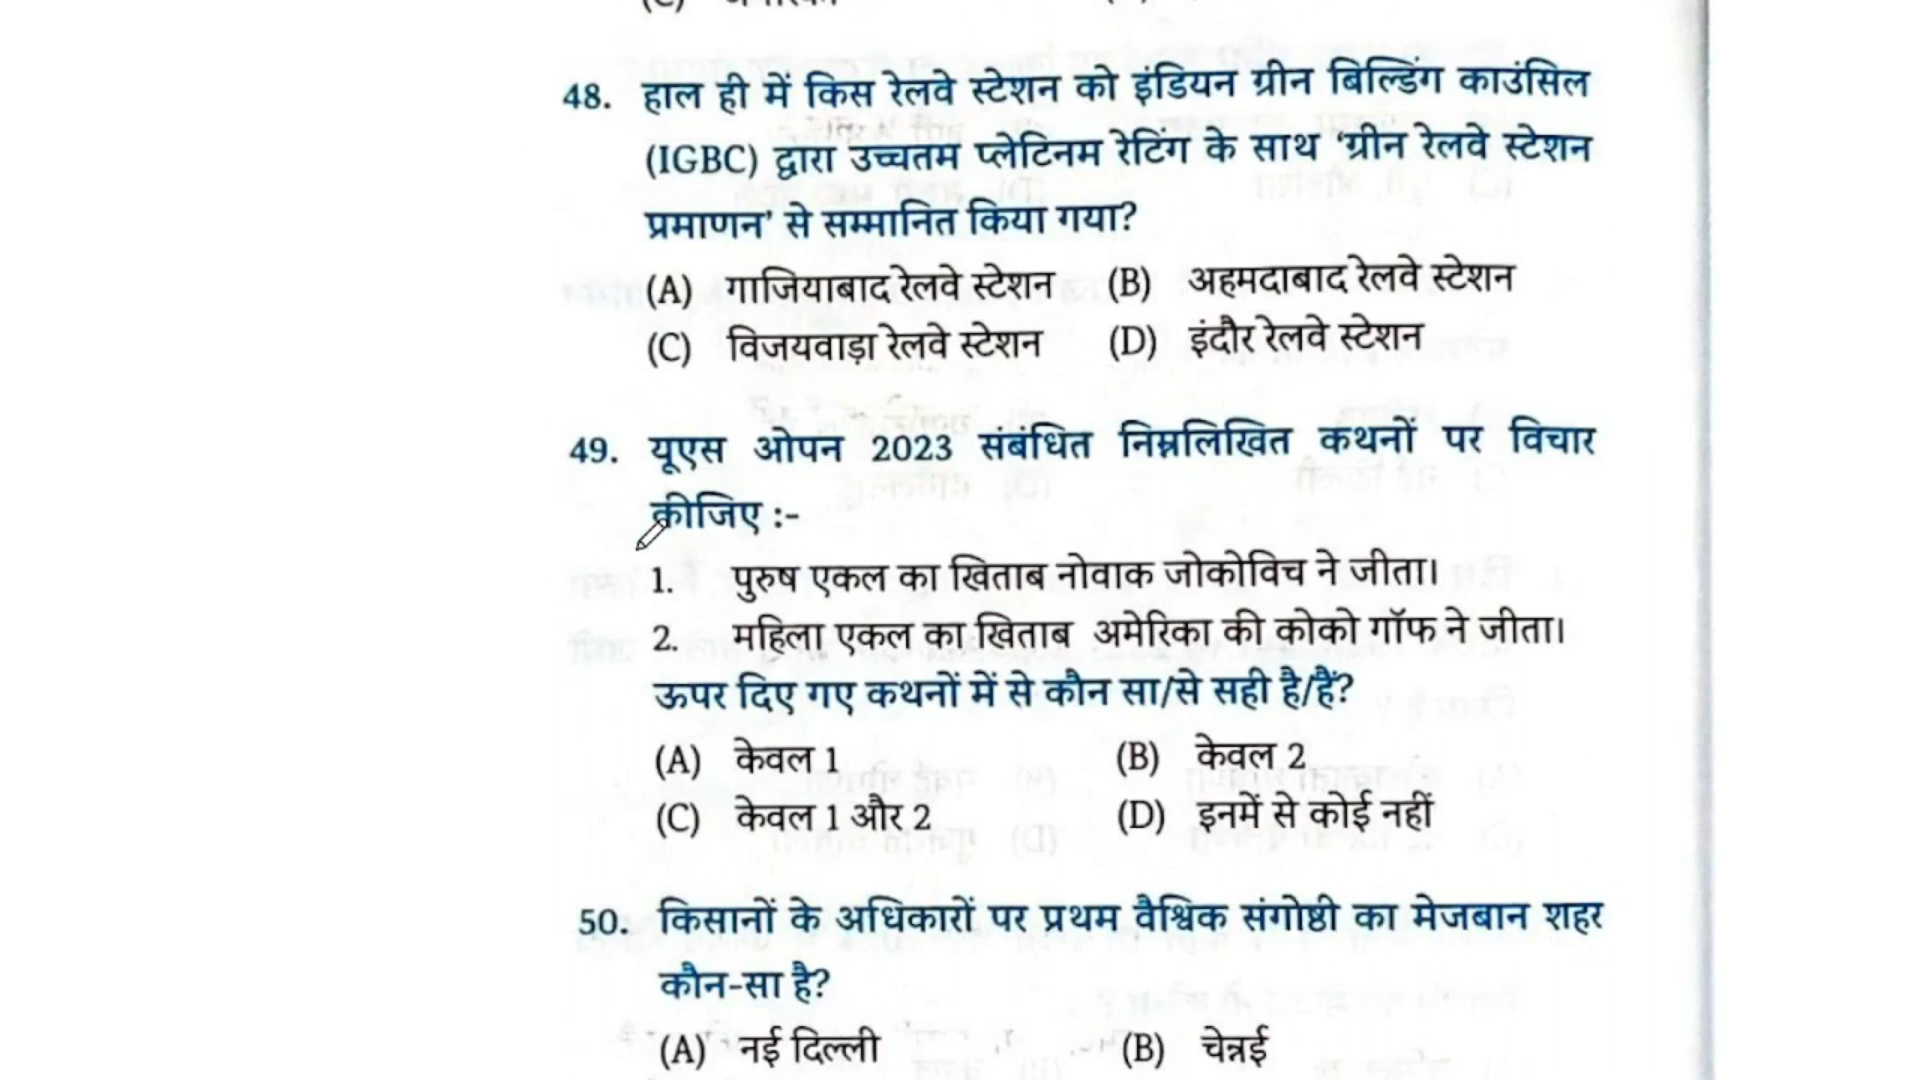 48. हाल ही में किस रेलवे स्टेशन को इंडियन ग्रीन बिल्डिंग काउंसिल
(IGBC) द्वारा उच्चतम प्लेटिनम रेटिंग के साथ 'ग्रीन रेलवे स्टेशन
प्रमाणन' से सम्मानित किया गया?
(A) गाजियाबाद रेलवे स्टेशन (B) अहमदाबाद रेलवे स्टेशन
(C) विजयवाड़ा रेलवे स्टेशन (D) इंदौर रेलवे स्टेशन
49. यूएस ओपन 2023 संबंधित निम्नलिखित कथनों पर विचार
कीजिए :-
1. पुरुष एकल का खिताब नोवाक जोकोविच ने जीता।
2. महिला एकल का खिताब अमेरिका की कोको गॉफ ने जीता।
ऊपर दिए गए कथनों में से कौन सा/से सही है/हैं?
(A) केवल 1 (B) केवल 2
(C) केवल 1 और 2 (D) इनमें से कोई नहीं
50. किसानों के अधिकारों पर प्रथम वैश्विक संगोष्ठी का मेजबान शहर
कौन-सा है?
(A) नई दिल्ली (B) चेन्नई